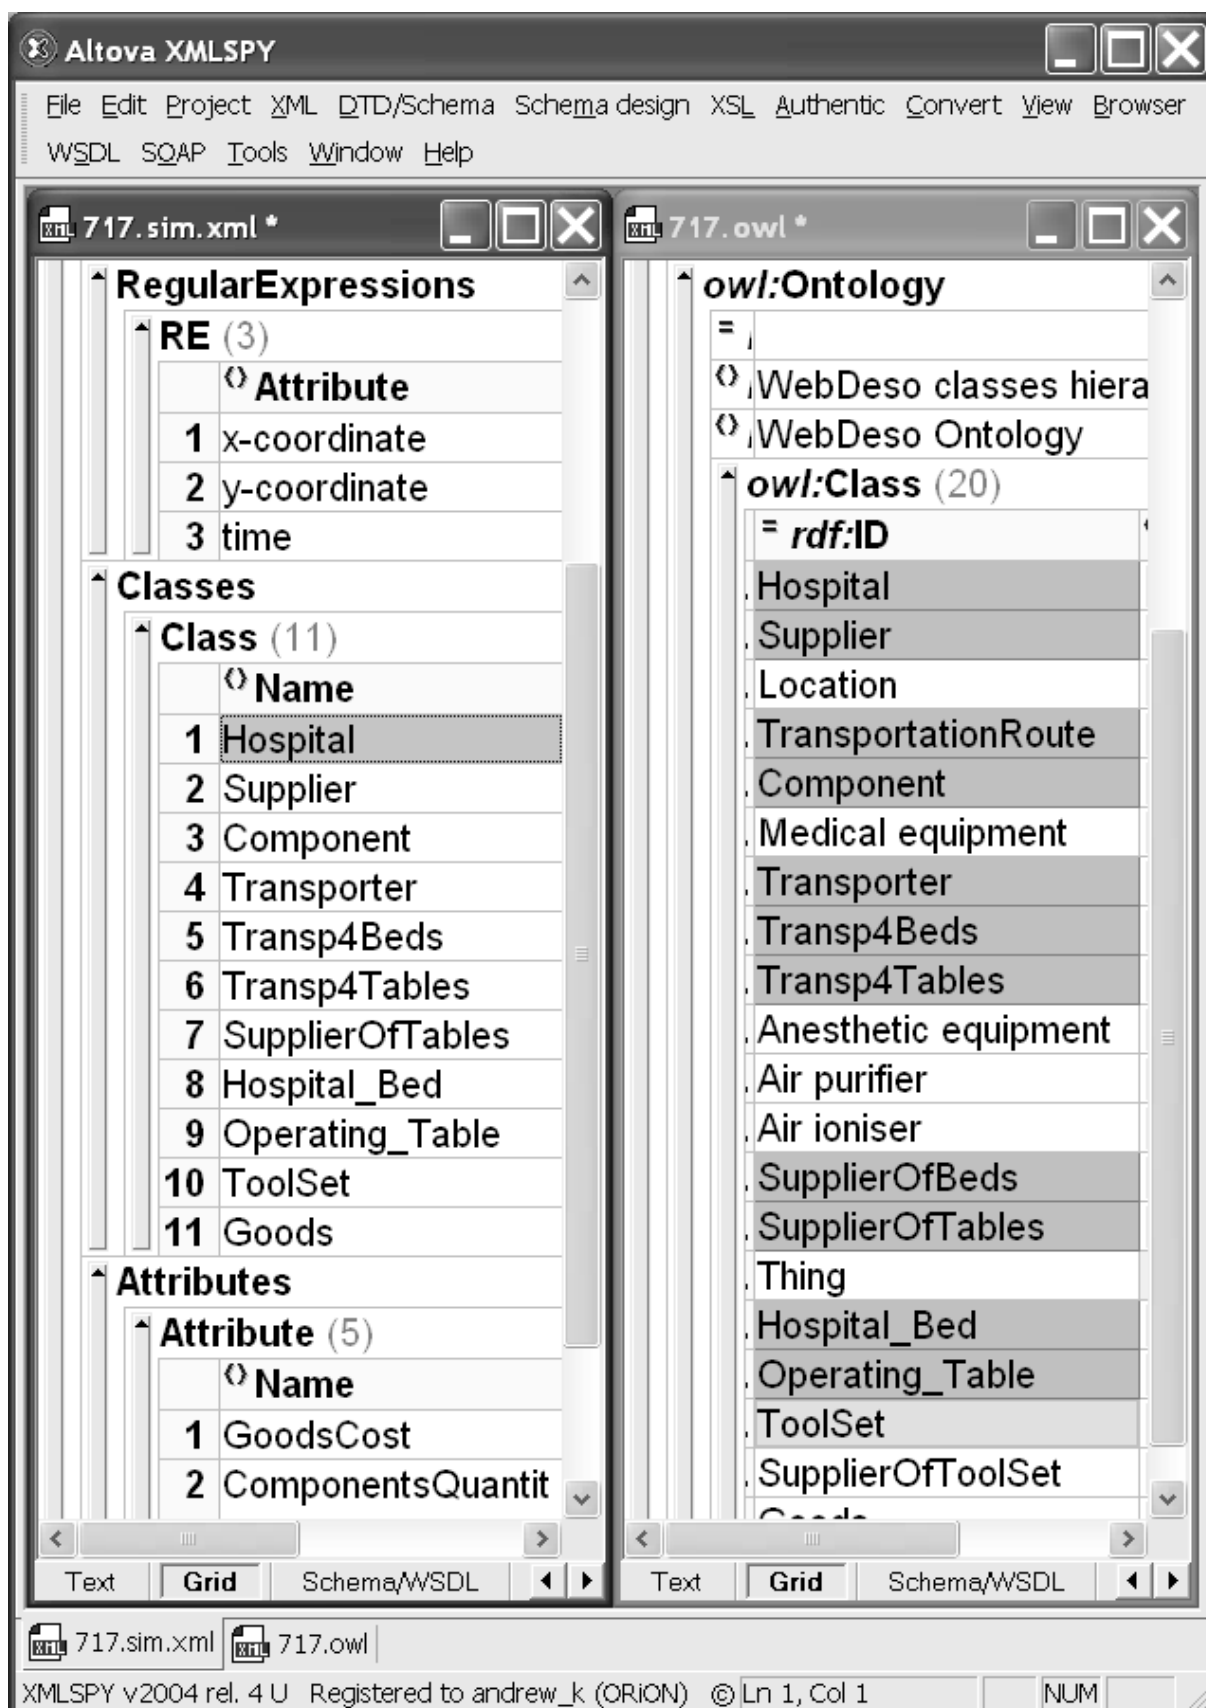 Altova XMLSPY
File Edit Project XML DTD/Schema Schema design XSL Authentic Convert View Browser
WSDL SOAP Tools Window Help
717.sim.xml *
RegularExpressions
RE (3)
Attribute
1 x-coordinate
2 y-coordinate
3 time
Classes
Class (11)
Name
1 Hospital
2 Supplier
3 Component
4 Transporter
5 Transp4Beds
6 Transp4Tables
7 SupplierOfTables
8 Hospital_Bed
9 Operating_Table
10 ToolSet
11 Goods
Attributes
Attribute (5)
Name
1 GoodsCost
2 ComponentsQuantit
Text Grid Schema/WSDL
717.owl *
owl:Ontology
WebDeso classes hiera
WebDeso Ontology
owl:Class (20)
= rdf:ID
Hospital
Supplier
Location
TransportationRoute
Component
Medical equipment
Transporter
Transp4Beds
Transp4Tables
Anesthetic equipment
Air purifier
Air ioniser
SupplierOfBeds
SupplierOfTables
Thing
Hospital_Bed
Operating_Table
ToolSet
SupplierOfToolSet
Goods
Text Grid Schema/WSDL
717.sim.xml 717.owl
XMLSPY v2004 rel. 4 U Registered to andrew_k (ORiON) © Ln 1, Col 1 NUM